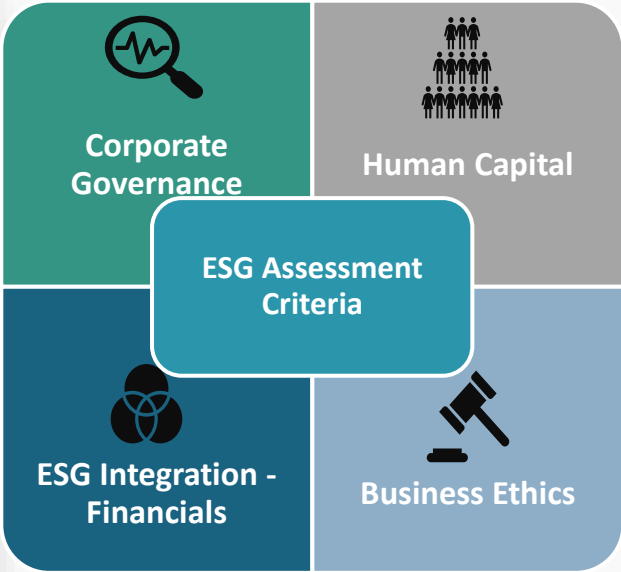 Corporate
Governance
Human Capital
ESG Assessment
Criteria
ESG Integration -
Financials
Business Ethics